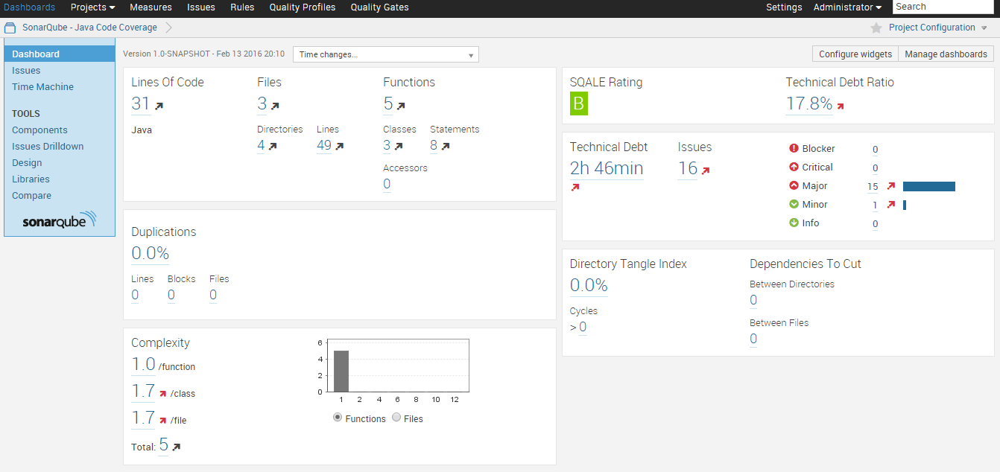 Dashboards Projects Measures Issues Rules Quality Profiles Quality Gates Settings Administrator Search
SonarQube - Java Code Coverage Project Configuration
Dashboard
Issues
Time Machine
TOOLS
Components
Issues Drilldown
Design
Libraries
Compare
sonarqube
Version 1.0-SNAPSHOT - Feb 13 2016 20:10 Time changes... Configure widgets Manage dashboards
Lines Of Code Files Functions
31 3 5
Java Directories Lines Classes Statements
4 49 3 8
Accessors
0
Duplications
0.0%
Lines Blocks Files
0 0 0
Complexity
1.0 /function
1.7 /class
1.7 /file
Total: 5
6
4
2
0
1 2 4 6 8 10 12
Functions Files
SQALE Rating Technical Debt Ratio
B 17.8%
Technical Debt Issues
2h 46min 16
Blocker 0
Critical 0
Major 15
Minor 1
Info 0
Directory Tangle Index Dependencies To Cut
0.0% Between Directories
0
Cycles
> 0
Between Files
0